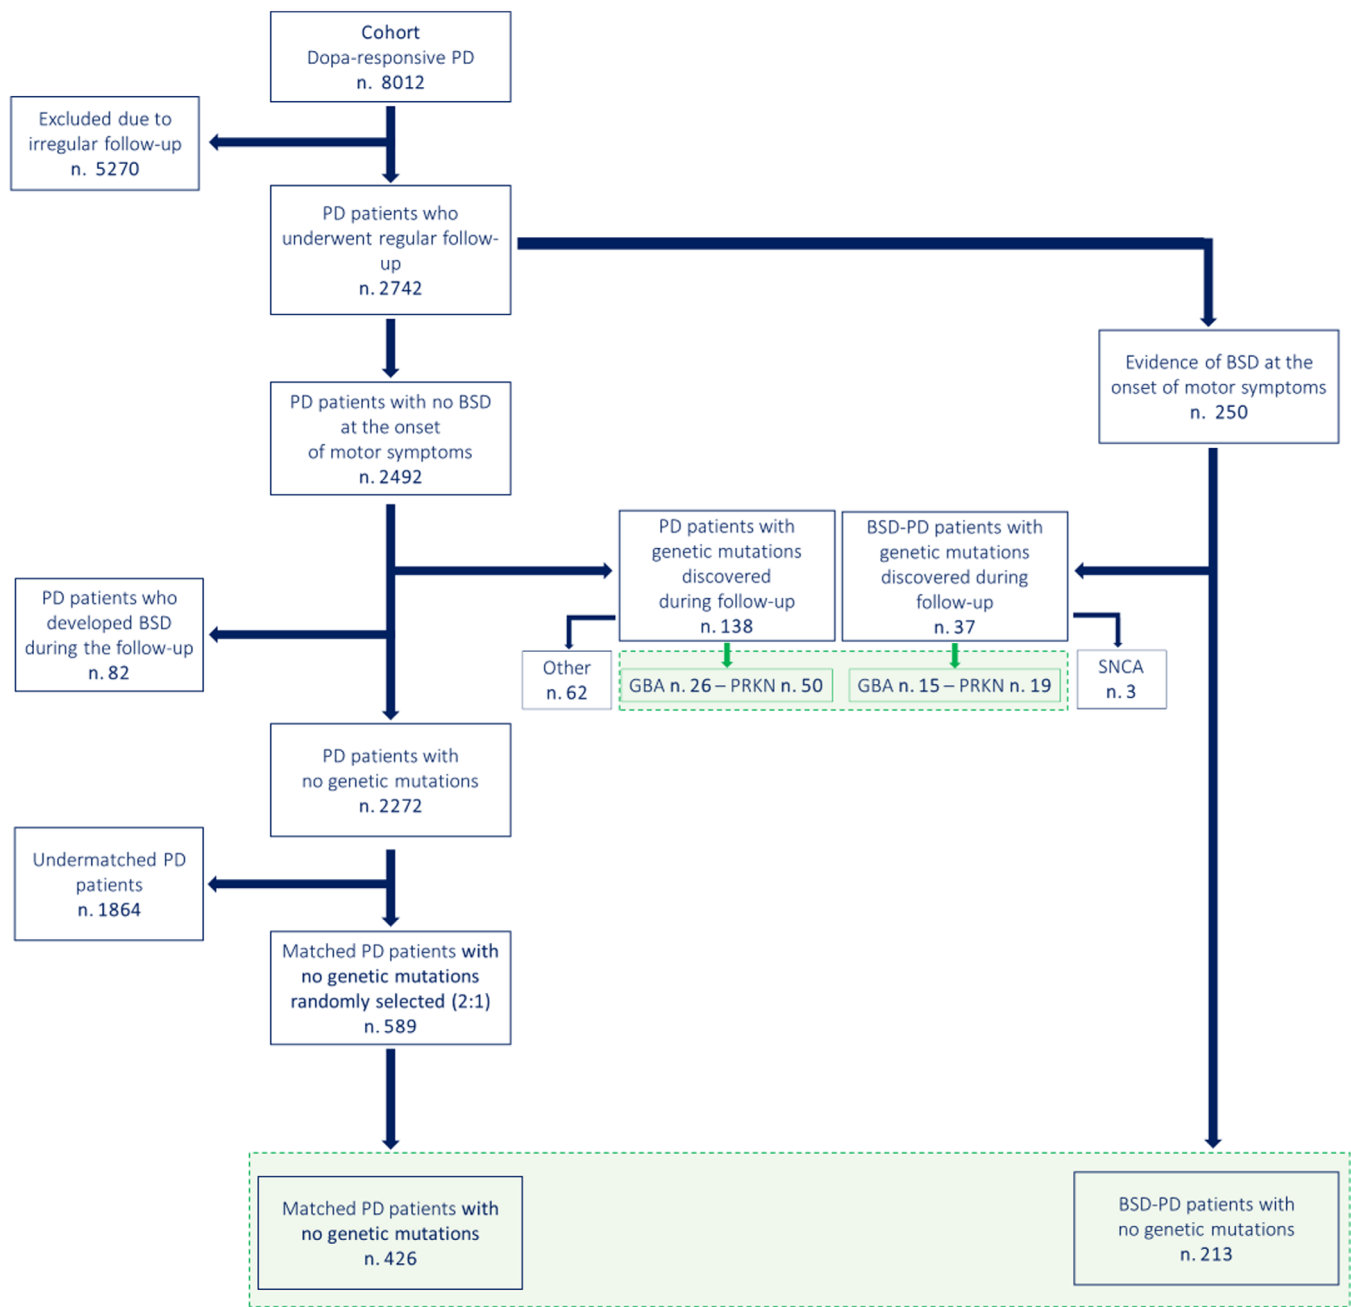 Cohort
Dopa-responsive PD
n. 8012
Excluded due to
irregular follow-up
n. 5270
PD patients who
underwent regular follow-
up
n. 2742
Evidence of BSD at the
onset of motor symptoms
n. 250
PD patients with no BSD
at the onset
of motor symptoms
n. 2492
PD patients with
genetic mutations
discovered
during follow-up
n. 138
BSD-PD patients with
genetic mutations
discovered during
follow-up
n. 37
PD patients who
developed BSD
during the follow-up
n. 82
Other
n. 62
GBA n. 26 – PRKN n. 50
GBA n. 15 – PRKN n. 19
SNCA
n. 3
PD patients with
no genetic mutations
n. 2272
Undermatched PD
patients
n. 1864
Matched PD patients with
no genetic mutations
randomly selected (2:1)
n. 589
Matched PD patients with
no genetic mutations
n. 426
BSD-PD patients with
no genetic mutations
n. 213